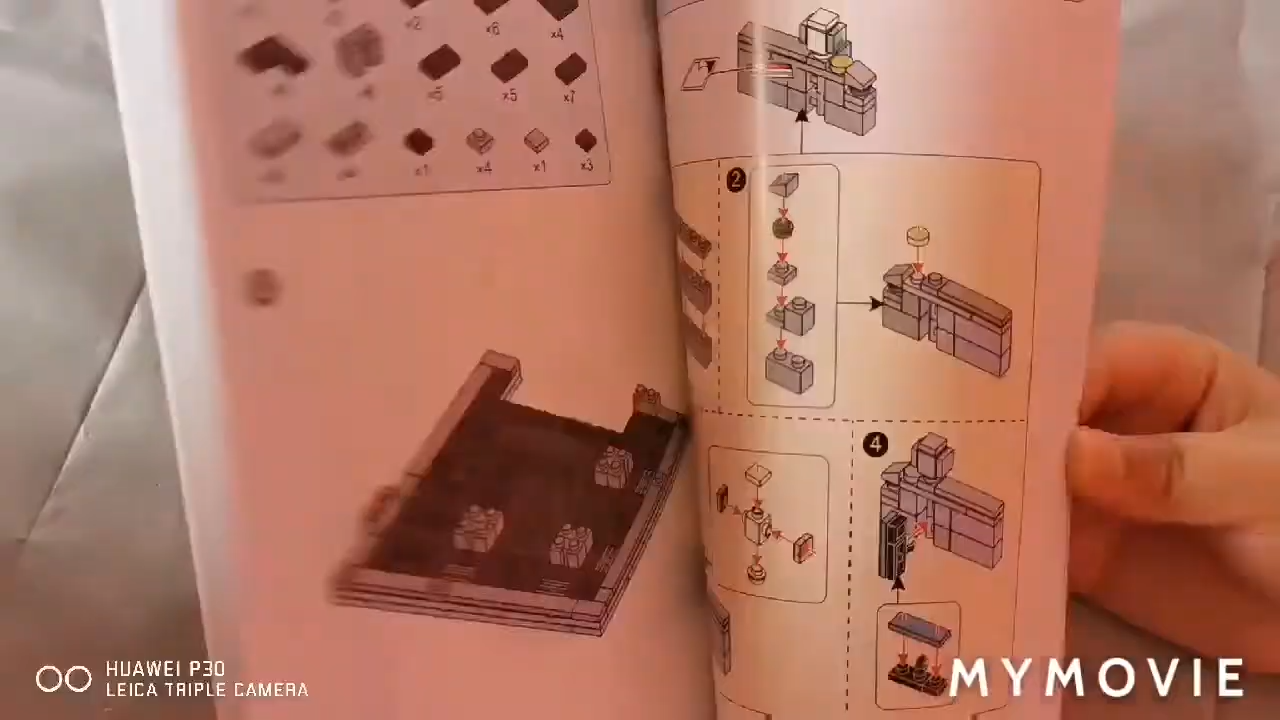 x2
x6
x4
x5
x5
x7
x1
x4
x1
x3
2
4
HUAWEI P30
LEICA TRIPLE CAMERA
MYMOVIE